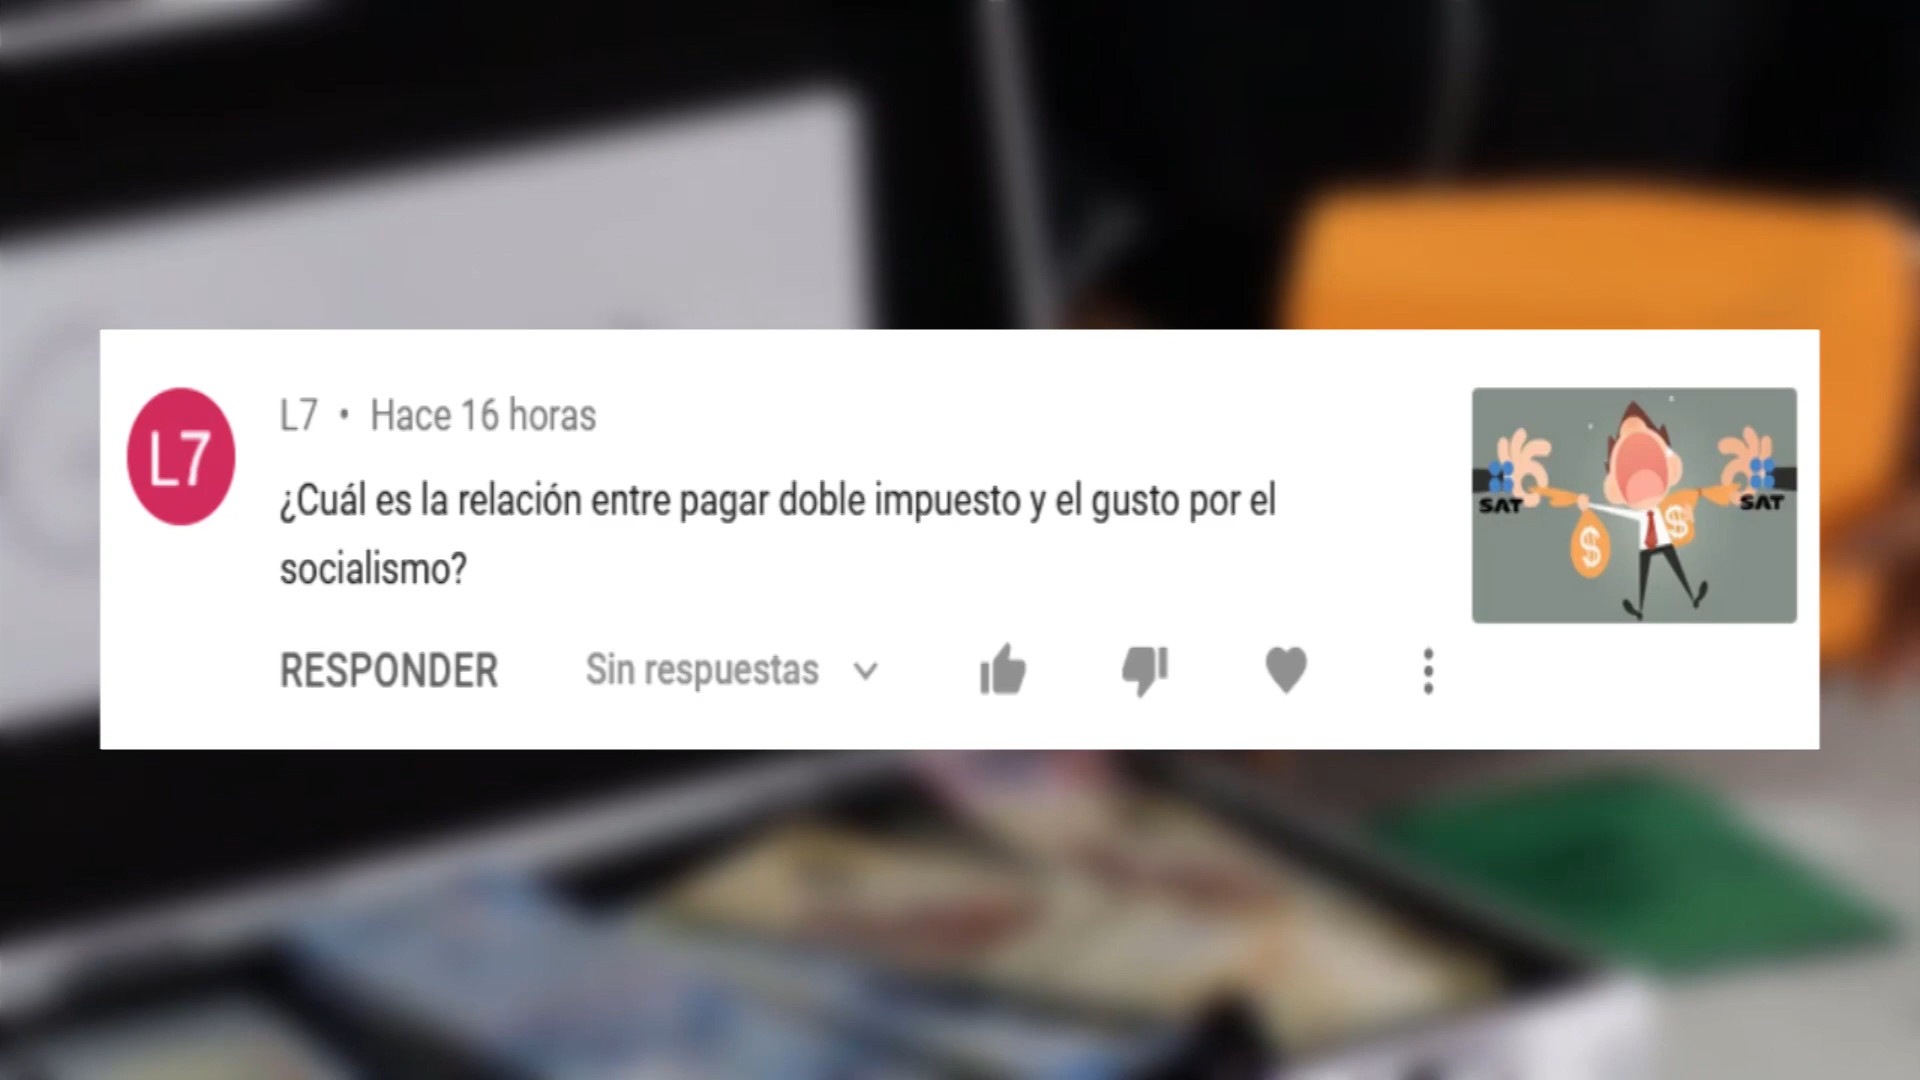 L7
L7 • Hace 16 horas
¿Cuál es la relación entre pagar doble impuesto y el gusto por el
socialismo?
RESPONDER Sin respuestas
SAT
SAT
$
$